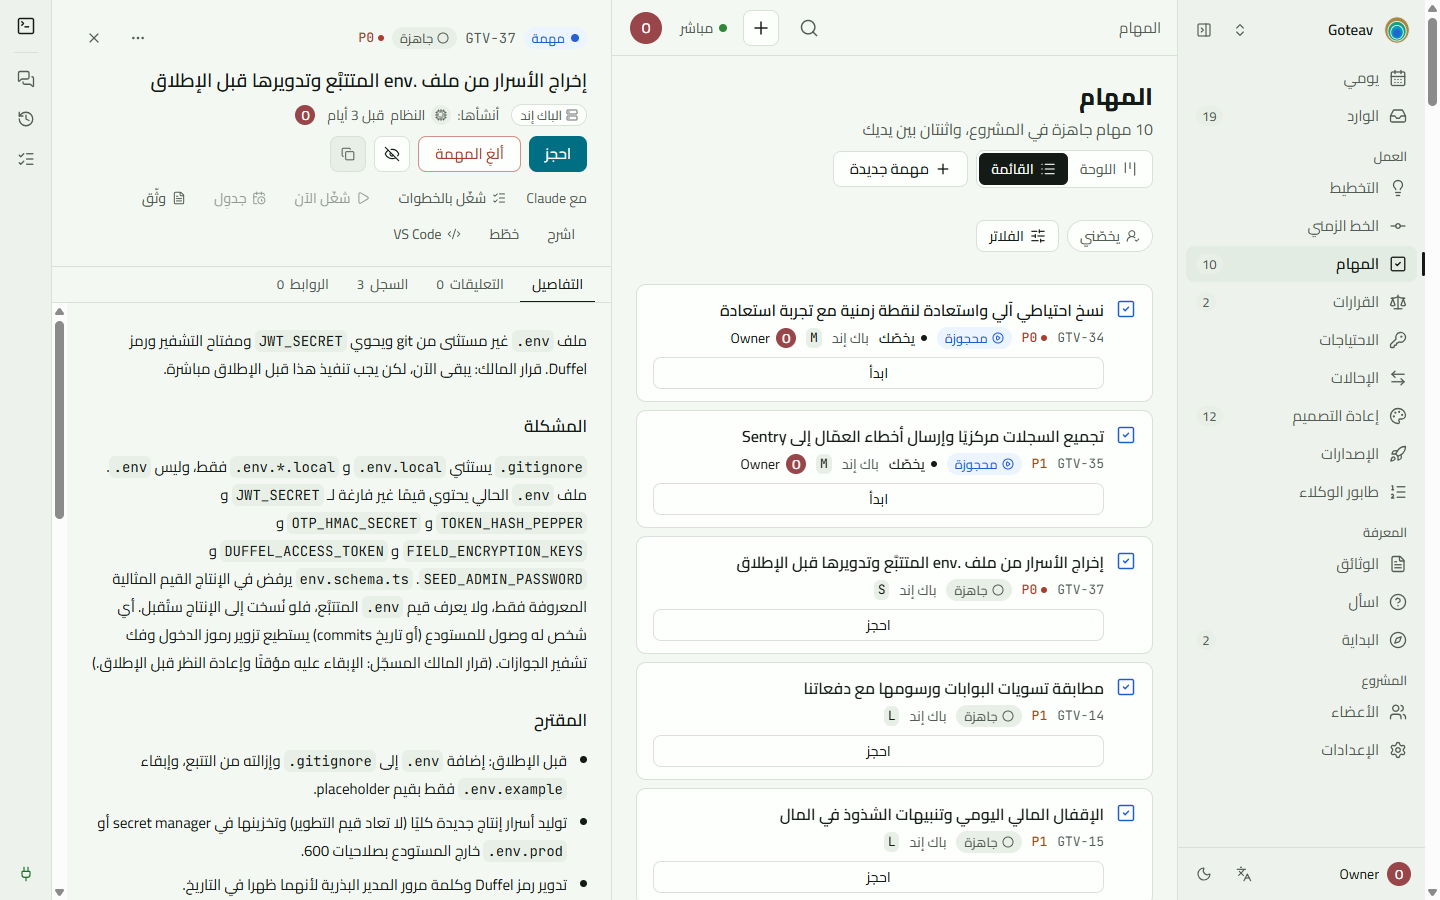 Goteav
يومي
الوارد 19
العمل
التخطيط
الخط الزمني
المهام 10
القرارات 2
الاحتياجات
الإحالات
إعادة التصميم 12
الإصدارات
طابور الوكلاء
المعرفة
الوثائق
اسأل
البداية 2
المشروع
الأعضاء
الإعدادات
O Owner
المهام
مباشر O
المهام
10 مهام جاهزة في المشروع، واثنتان بين يديك
اللوحة القائمة مهمة جديدة
يخصّني الفلاتر
نسخ احتياطي آلي واستعادة لنقطة زمنية مع تجربة استعادة
GTV-34 P0 محجوزة يخصّك باك إند M O Owner
ابدأ
تجميع السجلات مركزيًا وإرسال أخطاء العمّال إلى Sentry
GTV-35 P1 محجوزة يخصّك باك إند M O Owner
ابدأ
إخراج الأسرار من ملف .env المتتبَّع وتدويرها قبل الإطلاق
GTV-37 P0 جاهزة باك إند S
احجز
مطابقة تسويات البوابات ورسومها مع دفعاتنا
GTV-14 P1 جاهزة باك إند L
احجز
الإقفال المالي اليومي وتنبيهات الشذوذ في المال
GTV-15 P1 جاهزة باك إند L
احجز
مهمة GTV-37 جاهزة P0
إخراج الأسرار من ملف .env المتتبَّع وتدويرها قبل الإطلاق
الباك إند أنشأها: النظام قبل 3 أيام O
احجز ألغِ المهمة
مع Claude شغّل بالخطوات شغّل الآن جدول وثّق
اشرح خطّط VS Code
التفاصيل التعليقات 0 السجل 3 الروابط 0
ملف .env غير مستثنى من git ويحوي JWT_SECRET ومفتاح التشفير ورمز
Duffel. قرار المالك: يبقى الآن، لكن يجب تنفيذ هذا قبل الإطلاق مباشرة.
المشكلة
.gitignore يستثني .env.local و .env.*.local فقط، وليس .env.
ملف .env الحالي يحتوي قيمًا غير فارغة لـ JWT_SECRET و
TOKEN_HASH_PEPPER و OTP_HMAC_SECRET و
FIELD_ENCRYPTION_KEYS و DUFFEL_ACCESS_TOKEN و
SEED_ADMIN_PASSWORD. env.schema.ts يرفض في الإنتاج القيم المثالية
المعروفة فقط، ولا يعرف قيم .env المتتبَّع، فلو نُسخت إلى الإنتاج ستُقبل. أي
شخص له وصول للمستودع (أو تاريخ commits) يستطيع تزوير رموز الدخول وفك
تشفير الجوازات. (قرار المالك المسجّل: الإبقاء عليه مؤقتًا وإعادة النظر قبل الإطلاق.)
المقترح
قبل الإطلاق: إضافة .env إلى .gitignore وإزالته من التتبع، وإبقاء
.env.example فقط بقيم placeholder.
توليد أسرار إنتاج جديدة كليًا (لا تعاد قيم التطوير) وتخزينها في secret manager أو
.env.prod خارج المستودع بصلاحيات 600.
تدوير رمز Duffel وكلمة مرور المدير البذرية لأنهما ظهرا في التاريخ.